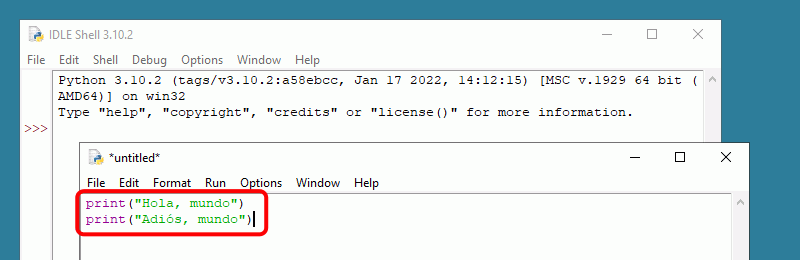 IDLE Shell 3.10.2
File Edit Shell Debug Options Window Help
Python 3.10.2 (tags/v3.10.2:a58ebcc, Jan 17 2022, 14:12:15) [MSC v.1929 64 bit (
AMD64)] on win32
Type "help", "copyright", "credits" or "license()" for more information.
>>>
*untitled*
File Edit Format Run Options Window Help
print("Hola, mundo")
print("Adiós, mundo")